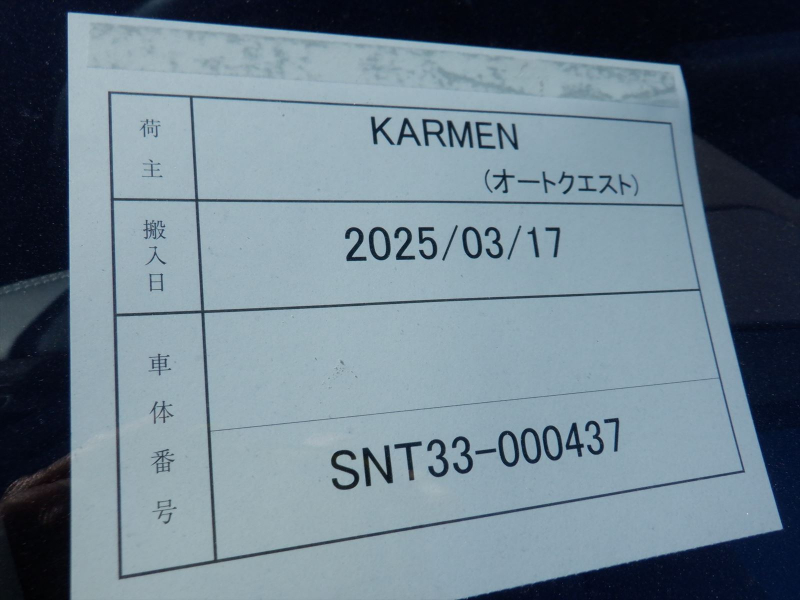 荷主
KARMEN
(オートクエスト)
搬入日
2025/03/17
車体番号
SNT33-000437